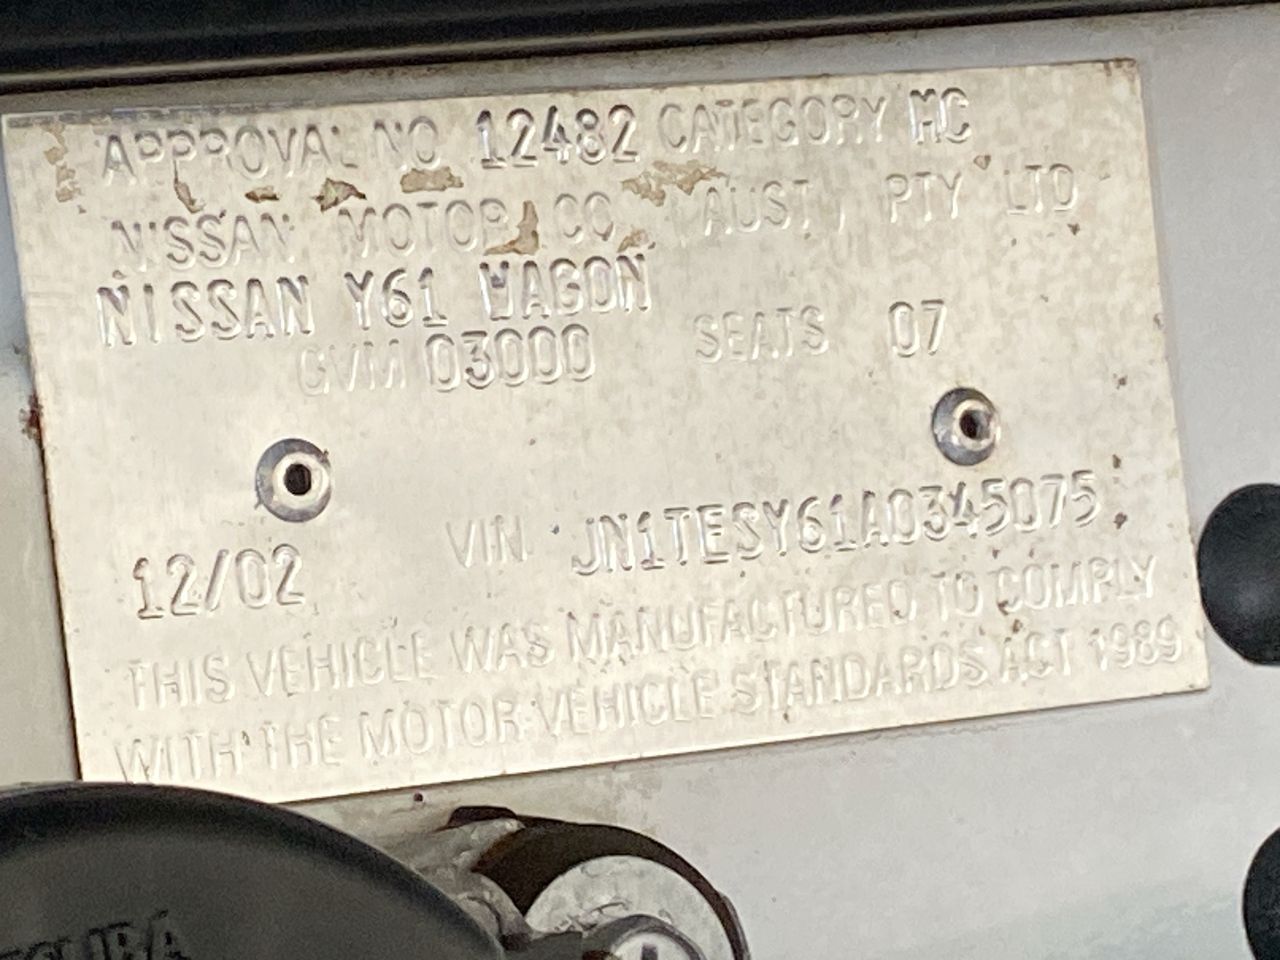 APPROVAL NO 12482 CATEGORY MC
NISSAN MOTOR CO (AUST) PTY LTD
NISSAN Y61 WAGON
GVM 03000 SEATS 07
12/02 VIN JN1TESY61A0345075
THIS VEHICLE WAS MANUFACTURED TO COMPLY
WITH THE MOTOR VEHICLE STANDARDS ACT 1989